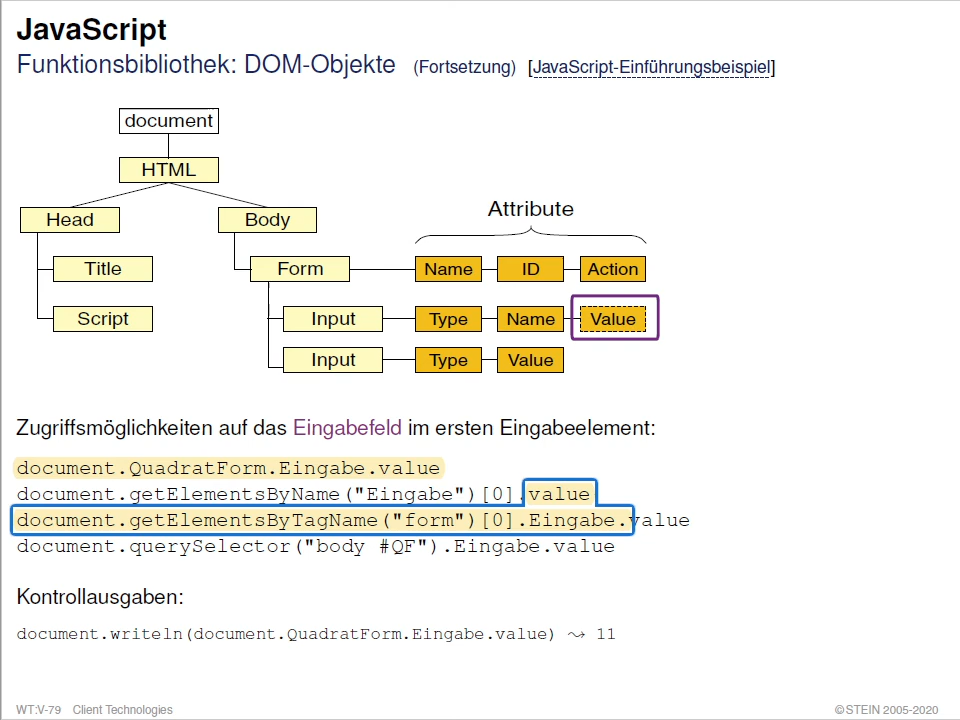 JavaScript
Funktionsbibliothek: DOM-Objekte (Fortsetzung) [JavaScript-Einführungsbeispiel]
document
HTML
Head Body
Attribute
Title Form Name ID Action
Script Input Type Name Value
Input Type Value
Zugriffsmöglichkeiten auf das Eingabefeld im ersten Eingabeelement:
document.QuadratForm.Eingabe.value
document.getElementsByName("Eingabe")[0].value
document.getElementsByTagName("form")[0].Eingabe.value
document.querySelector("body #QF").Eingabe.value
Kontrollausgaben:
document.writeln(document.QuadratForm.Eingabe.value) ⤳ 11
WT:V-79 Client Technologies ©STEIN 2005-2020